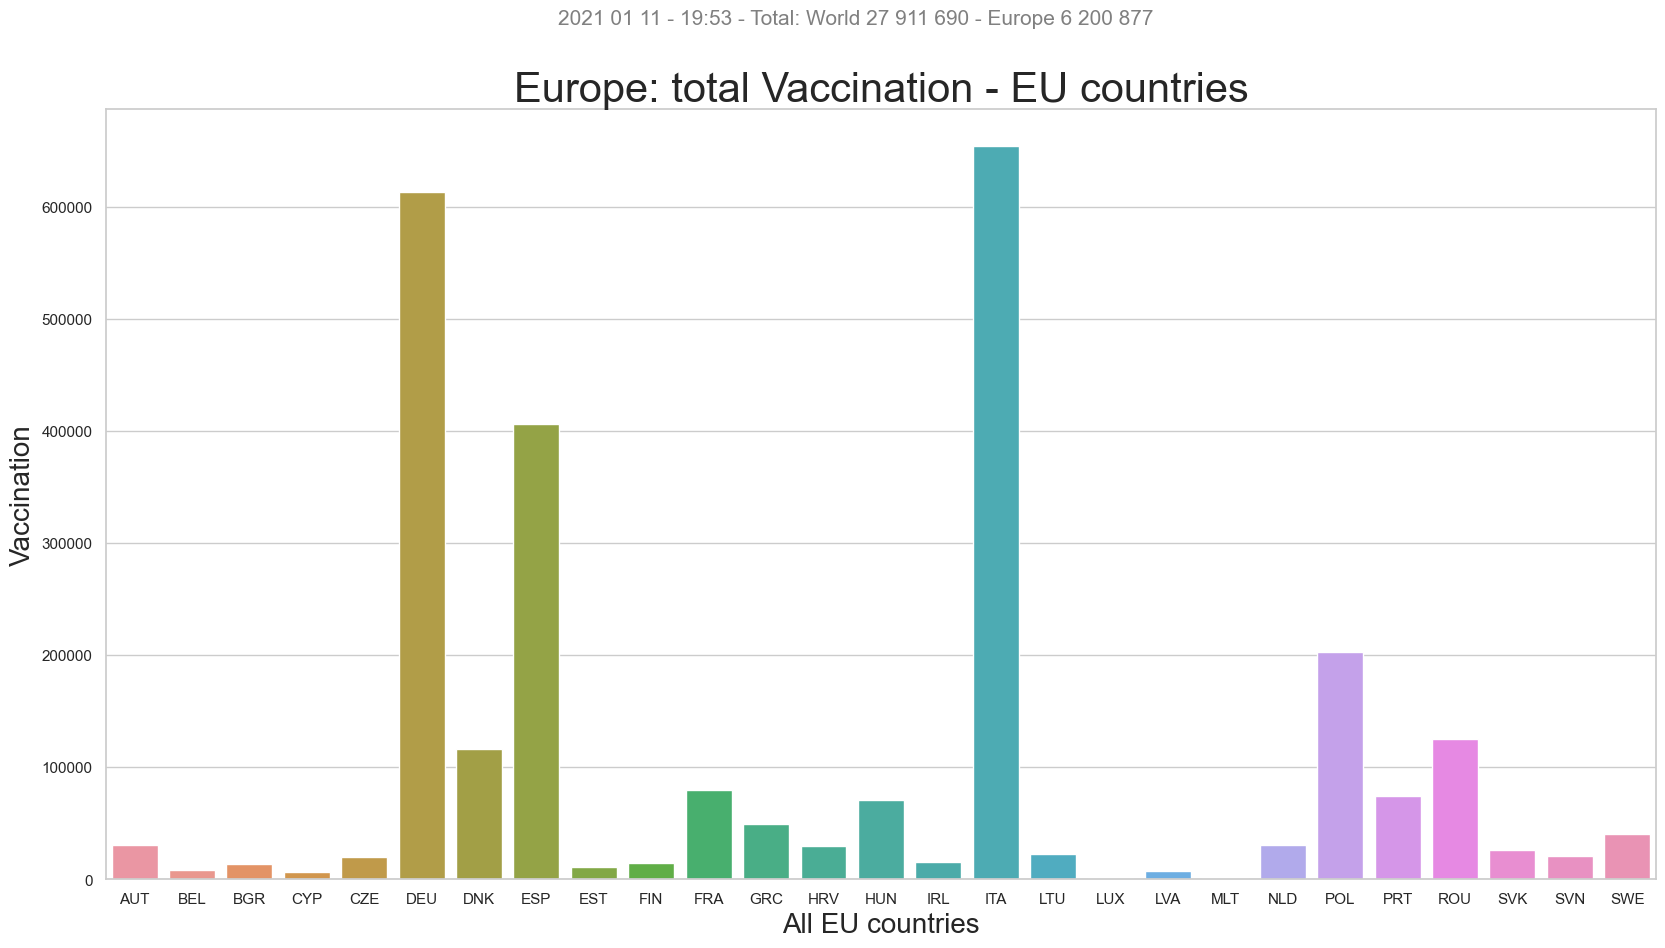 2021 01 11 - 19:53 - Total: World 27 911 690 - Europe 6 200 877
Europe: total Vaccination - EU countries
Vaccination
600000
500000
400000
300000
200000
100000
0
AUT BEL BGR CYP CZE DEU DNK ESP EST FIN FRA GRC HRV HUN IRL ITA LTU LUX LVA MLT NLD POL PRT ROU SVK SVN SWE
All EU countries